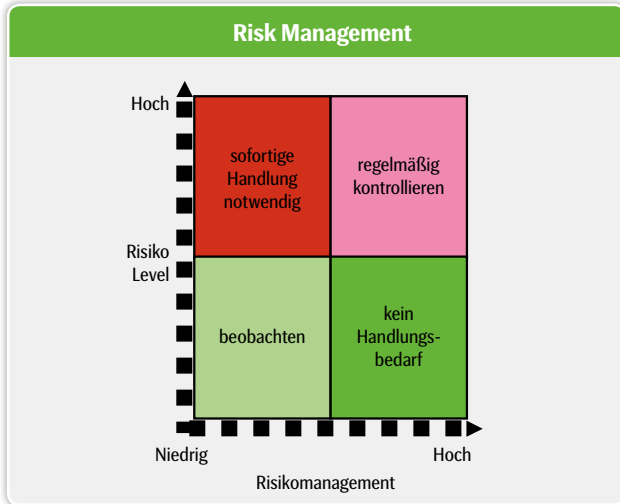 Risk Management
Hoch
sofortige
Handlung
notwendig
regelmäßig
kontrollieren
Risiko
Level
beobachten
kein
Handlungs-
bedarf
Niedrig
Hoch
Risikomanagement